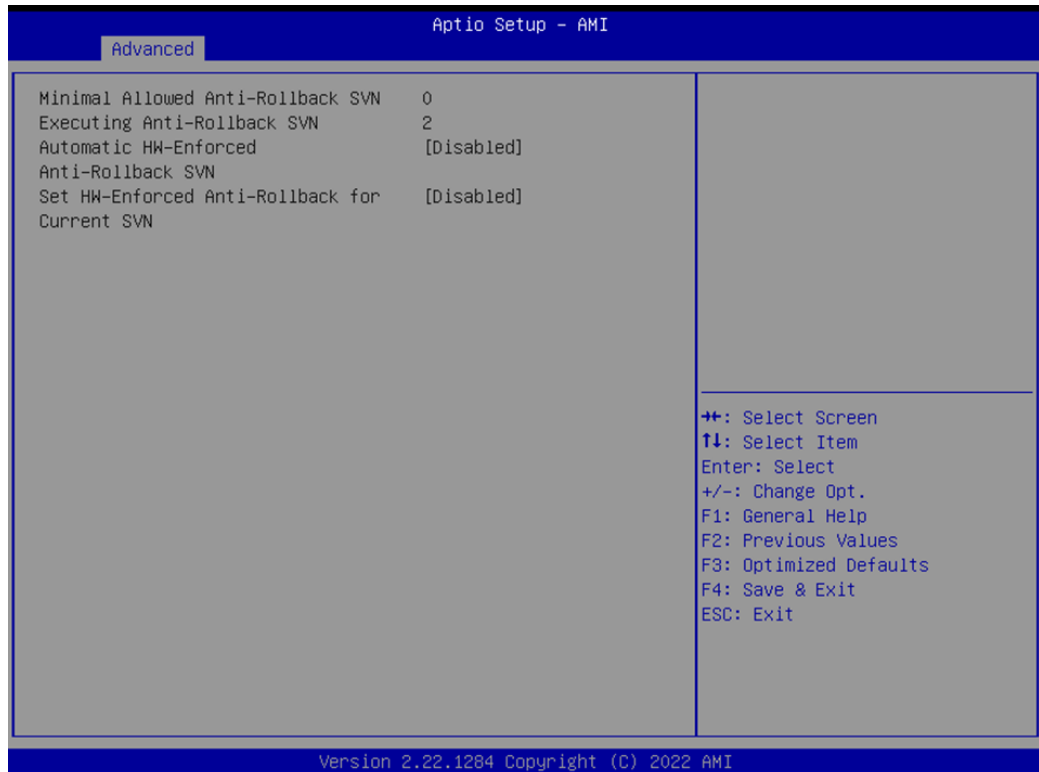 Aptio Setup – AMI
Advanced
Minimal Allowed Anti-Rollback SVN 0
Executing Anti-Rollback SVN 2
Automatic HW-Enforced [Disabled]
Anti-Rollback SVN
Set HW-Enforced Anti-Rollback for [Disabled]
Current SVN
→←: Select Screen
↑↓: Select Item
Enter: Select
+/-: Change Opt.
F1: General Help
F2: Previous Values
F3: Optimized Defaults
F4: Save & Exit
ESC: Exit
Version 2.22.1284 Copyright (C) 2022 AMI